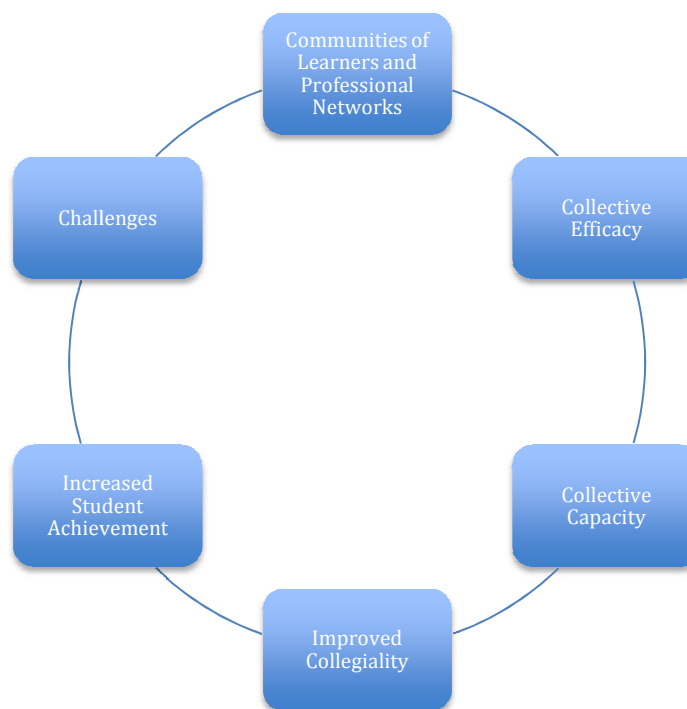 Communities of
Learners and
Professional
Networks
Collective
Efficacy
Collective
Capacity
Improved
Collegiality
Increased
Student
Achievement
Challenges